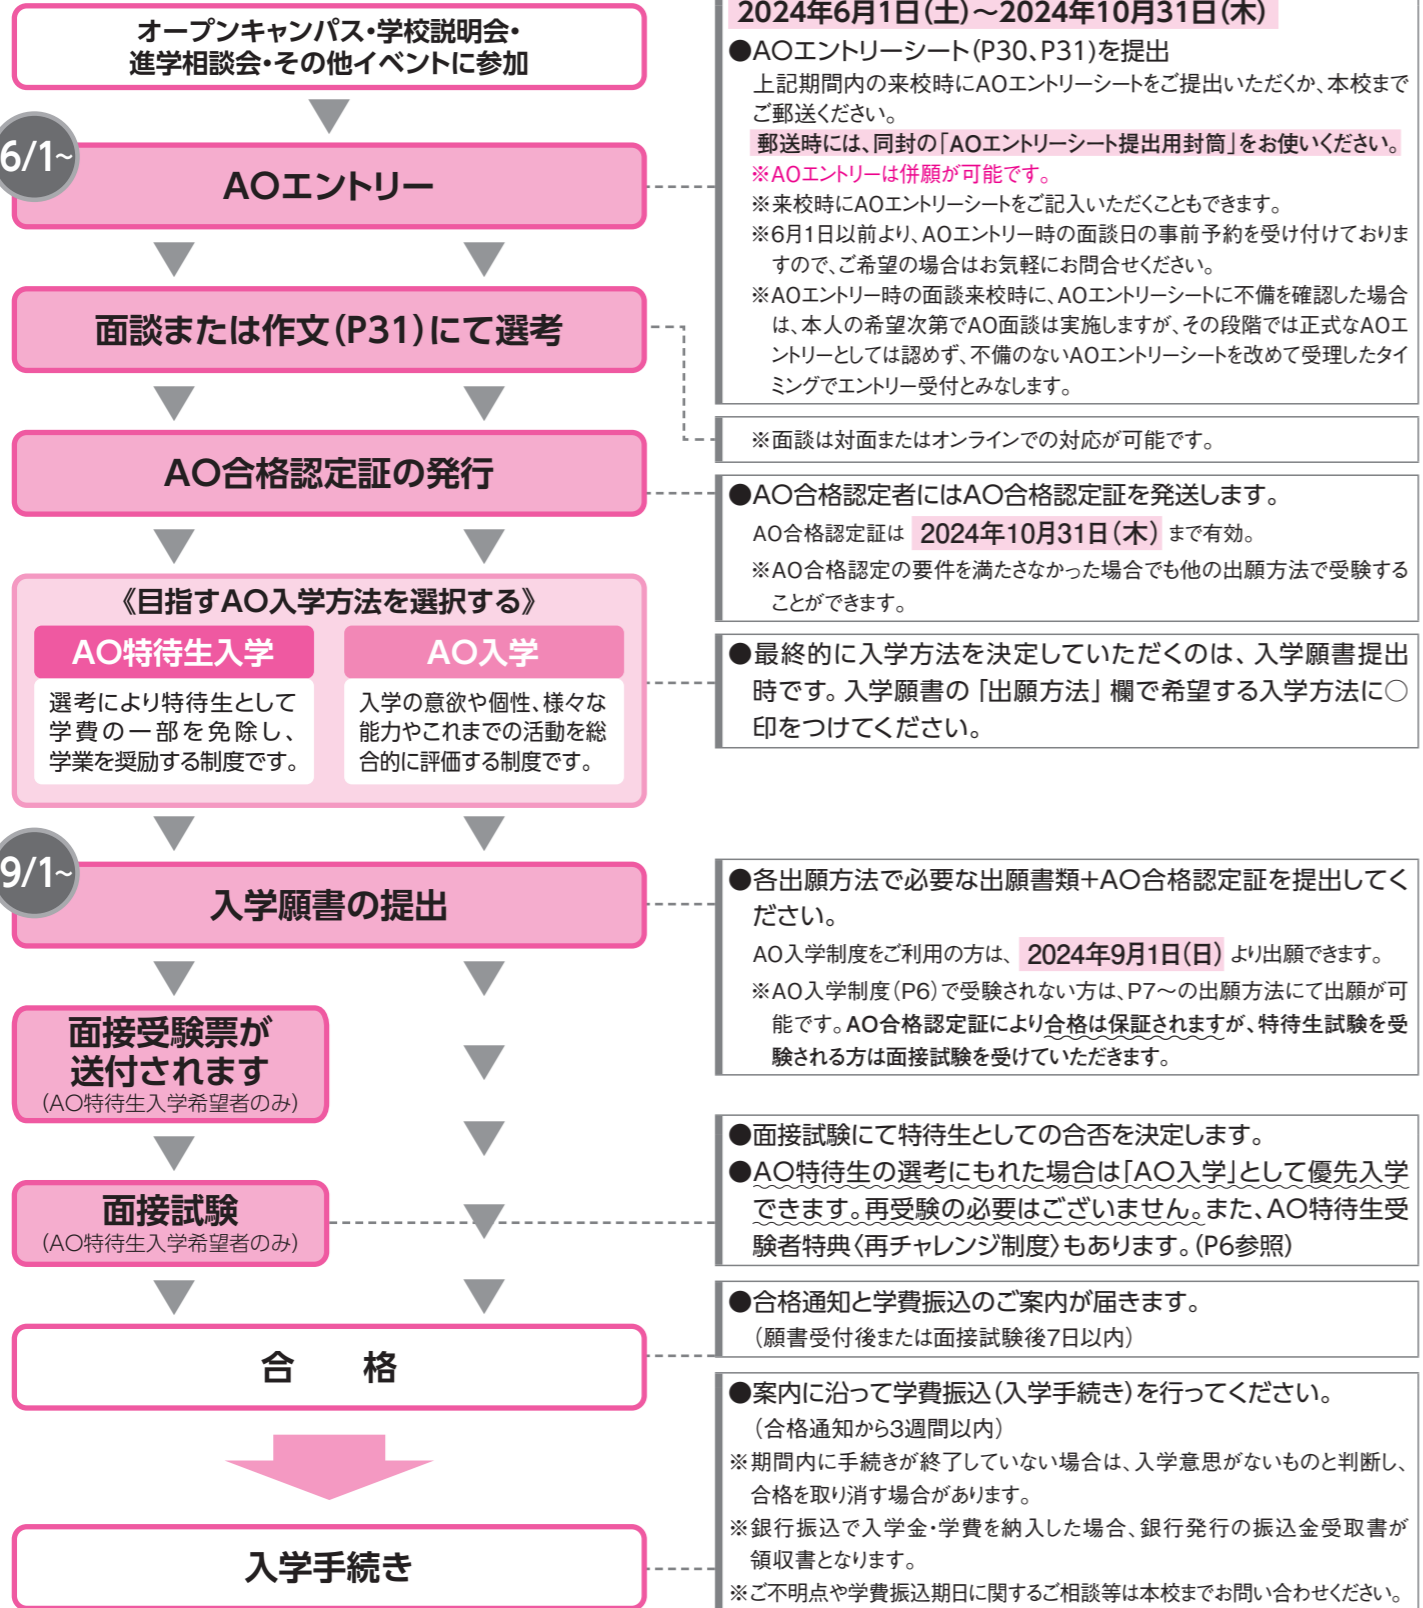 オープンキャンパス・学校説明会・
進学相談会・その他イベントに参加
6/1~
AOエントリー
面談または作文(P31)にて選考
AO合格認定証の発行
《目指すAO入学方法を選択する》
AO特待生入学
選考により特待生として
学費の一部を免除し、
学業を奨励する制度です。
AO入学
入学の意欲や個性、様々な
能力やこれまでの活動を総
合的に評価する制度です。
9/1~
入学願書の提出
面接受験票が
送付されます
(AO特待生入学希望者のみ)
面接試験
(AO特待生入学希望者のみ)
合　格
入学手続き
2024年6月1日(土)~2024年10月31日(木)
●AOエントリーシート(P30、P31)を提出
上記期間内の来校時にAOエントリーシートをご提出いただくか、本校まで
ご郵送ください。
郵送時には、同封の「AOエントリーシート提出用封筒」をお使いください。
※AOエントリーは併願が可能です。
※来校時にAOエントリーシートをご記入いただくこともできます。
※6月1日以前より、AOエントリー時の面談日の事前予約を受け付けておりま
すので、ご希望の場合はお気軽にお問合せください。
※AOエントリー時の面談来校時に、AOエントリーシートに不備を確認した場合
は、本人の希望次第でAO面談は実施しますが、その段階では正式なAOエ
ントリーとしては認めず、不備のないAOエントリーシートを改めて受理したタイ
ミングでエントリー受付とみなします。
※面談は対面またはオンラインでの対応が可能です。
●AO合格認定者にはAO合格認定証を発送します。
AO合格認定証は 2024年10月31日(木) まで有効。
※AO合格認定の要件を満たさなかった場合でも他の出願方法で受験する
ことができます。
●最終的に入学方法を決定していただくのは、入学願書提出
時です。入学願書の「出願方法」欄で希望する入学方法に○
印をつけてください。
●各出願方法で必要な出願書類+AO合格認定証を提出してく
ださい。
AO入学制度をご利用の方は、 2024年9月1日(日) より出願できます。
※AO入学制度(P6)で受験されない方は、P7~の出願方法にて出願が可
能です。AO合格認定証により合格は保証されますが、特待生試験を受
験される方は面接試験を受けていただきます。
●面接試験にて特待生としての合否を決定します。
●AO特待生の選考にもれた場合は「AO入学」として優先入学
できます。再受験の必要はございません。また、AO特待生受
験者特典〈再チャレンジ制度〉もあります。(P6参照)
●合格通知と学費振込のご案内が届きます。
(願書受付後または面接試験後7日以内)
●案内に沿って学費振込(入学手続き)を行ってください。
(合格通知から3週間以内)
※期間内に手続きが終了していない場合は、入学意思がないものと判断し、
合格を取り消す場合があります。
※銀行振込で入学金・学費を納入した場合、銀行発行の振込金受取書が
領収書となります。
※ご不明点や学費振込期日に関するご相談等は本校までお問い合わせください。